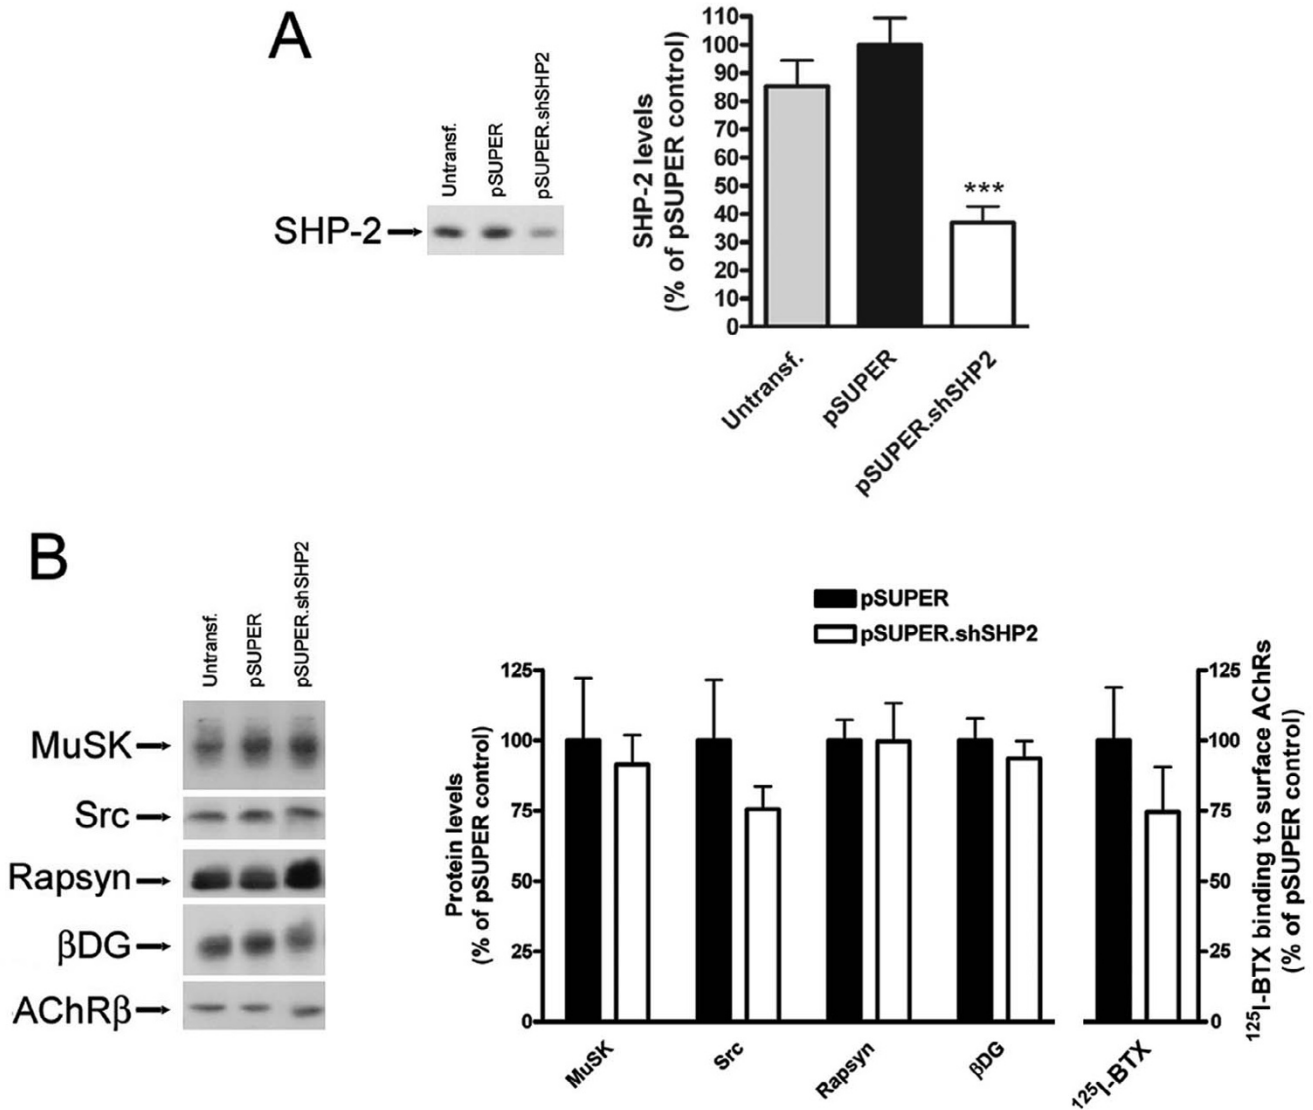 A
Untransf.
pSUPER
pSUPER.shSHP2
SHP-2
SHP-2 levels
(% of pSUPER control)
110
100
90
80
70
60
50
40
30
20
10
0
***
Untransf.
pSUPER
pSUPER.shSHP2
B
Untransf.
pSUPER
pSUPER.shSHP2
MuSK
Src
Rapsyn
βDG
AChRβ
pSUPER
pSUPER.shSHP2
Protein levels
(% of pSUPER control)
125
100
75
50
25
0
MuSK
Src
Rapsyn
βDG
¹²⁵I-BTX
125
100
75
50
25
0
¹²⁵I-BTX binding to surface AChRs
(% of pSUPER control)